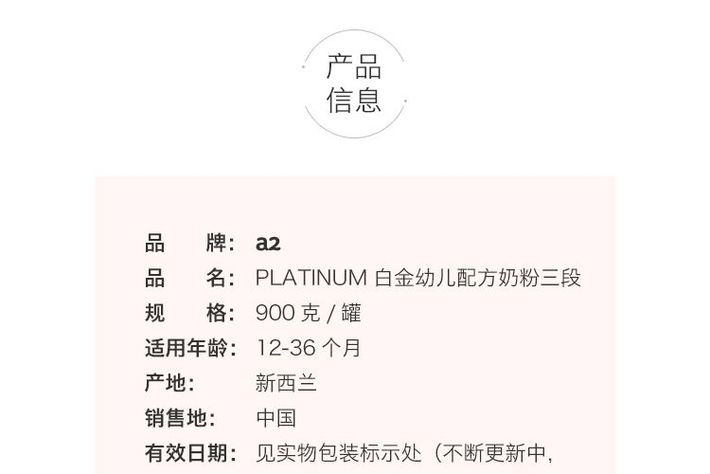 产品
信息
品 牌： a2
品 名： PLATINUM 白金幼儿配方奶粉三段
规 格： 900 克 / 罐
适用年龄： 12-36 个月
产地： 新西兰
销售地： 中国
有效日期： 见实物包装标示处（不断更新中，